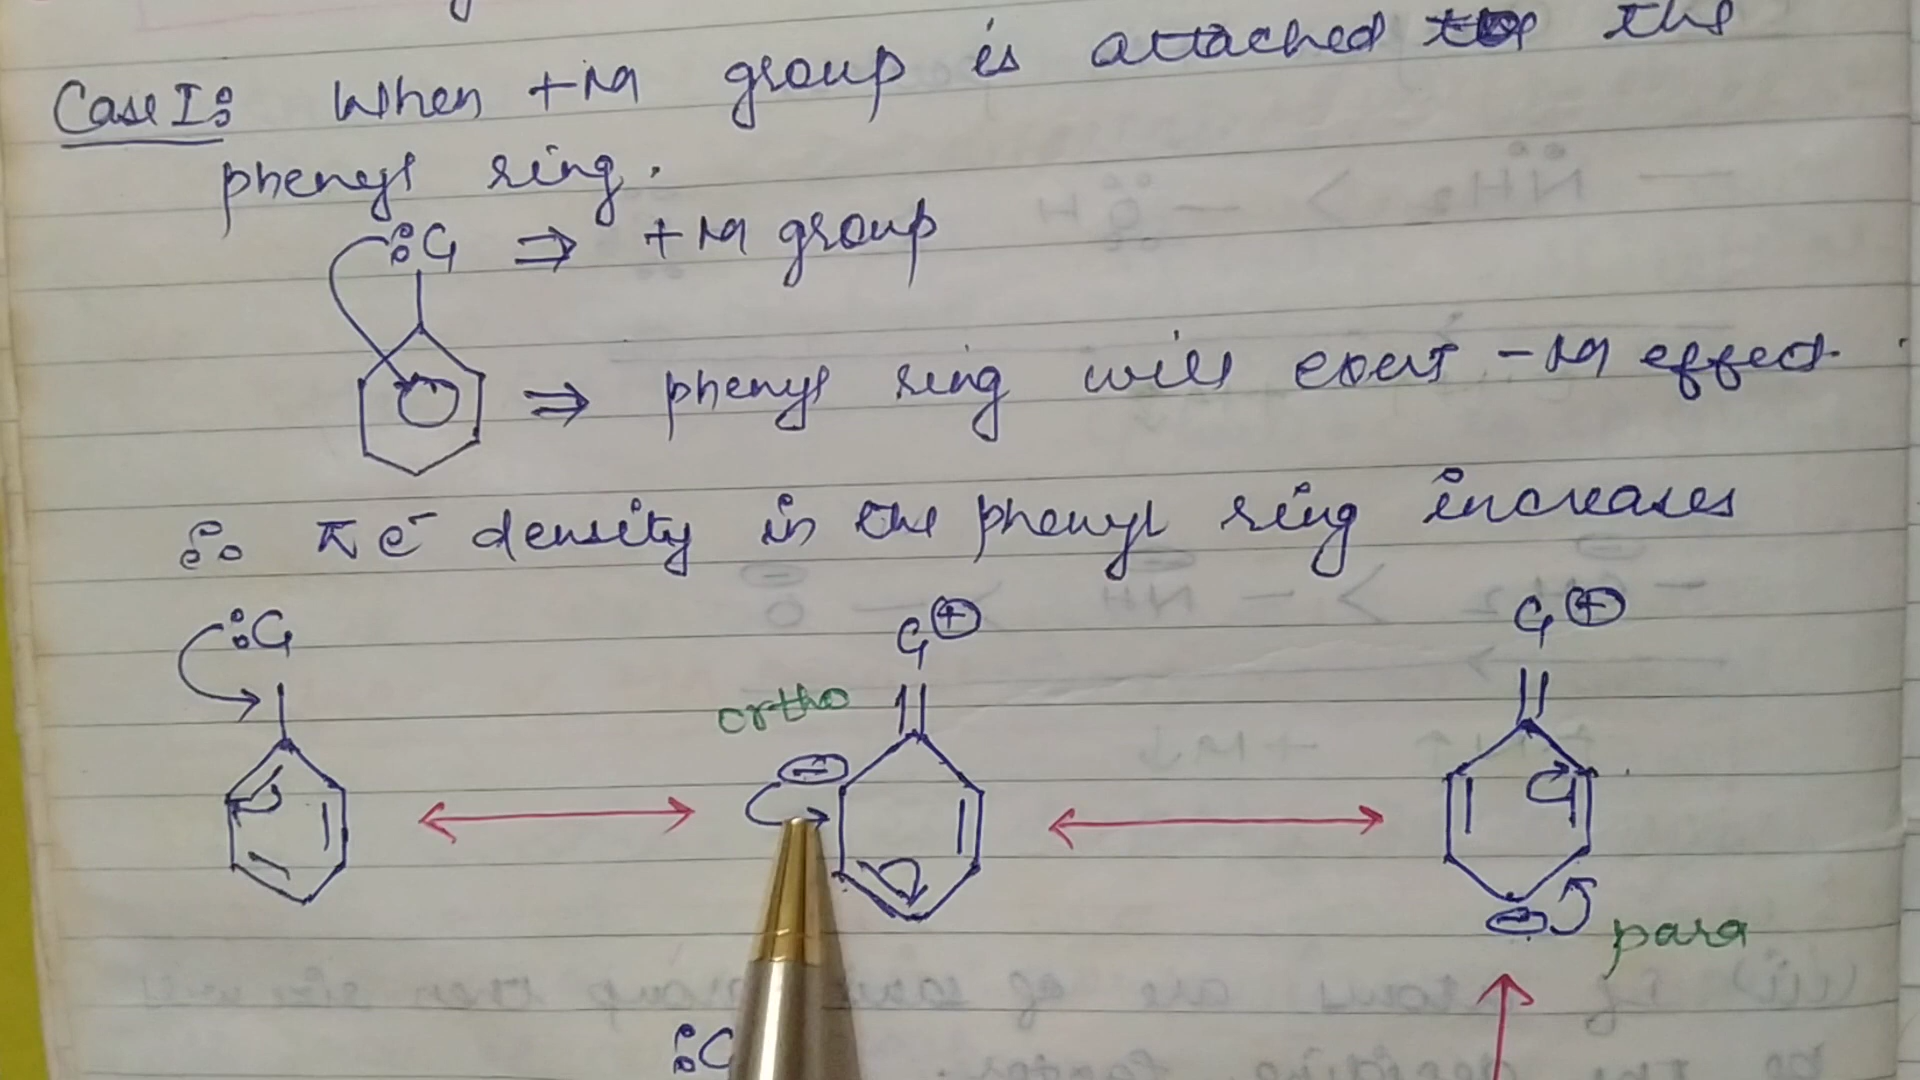 Case I: When +M group is attached to the
phenyl ring.
:G ⇒ +M group
⇒ phenyl ring will exert -M effect.
∴ π e⁻ density in the phenyl ring increases
:G G⊕ G⊕
ortho
⊖
⊖ para
:G